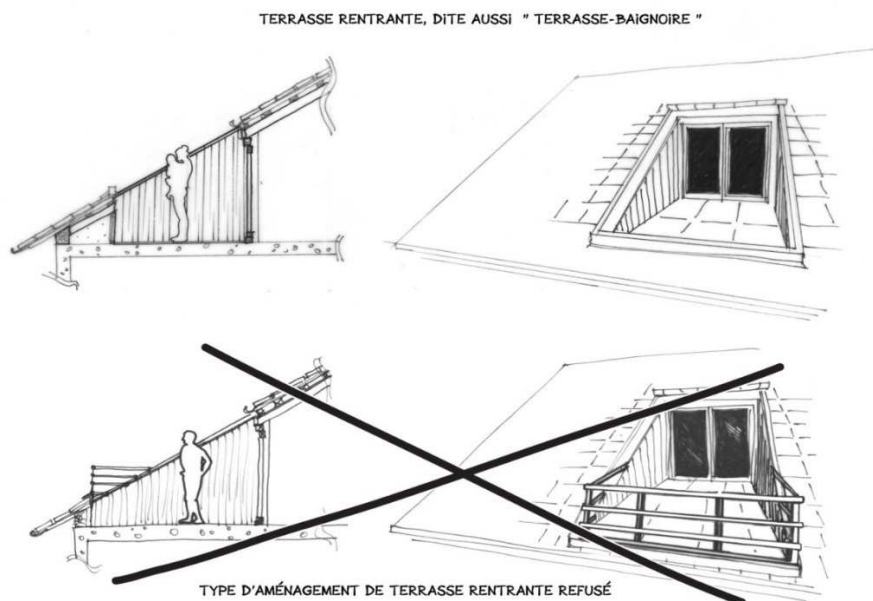 TERRASSE RENTRANTE, DiTE AUSSi " TERRASSE-BAiGNOiRE "
TYPE D'AMÉNAGEMENT DE TERRASSE RENTRANTE REFUSÉ